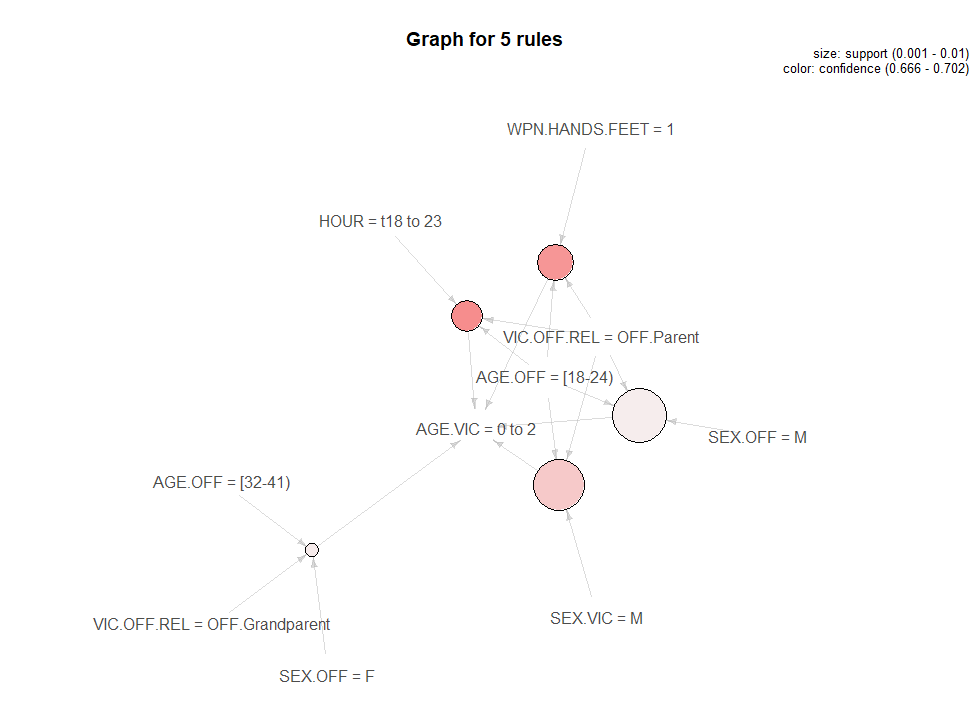 Graph for 5 rules
size: support (0.001 - 0.01)
color: confidence (0.666 - 0.702)
WPN.HANDS.FEET = 1
HOUR = t18 to 23
VIC.OFF.REL = OFF.Parent
AGE.OFF = [18-24)
AGE.VIC = 0 to 2
SEX.OFF = M
AGE.OFF = [32-41)
VIC.OFF.REL = OFF.Grandparent
SEX.VIC = M
SEX.OFF = F